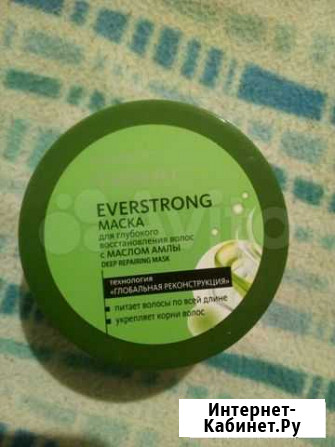 EVERSTRONG
МАСКА
для глубокого
восстановления волос
с МАСЛОМ АМЛЫ
DEEP REPAIRING MASK
технология
«ГЛОБАЛЬНАЯ РЕКОНСТРУКЦИЯ»
▪ питает волосы по всей длине
▪ укрепляет корни волос
Avito
Интернет-
Кабинет.Ру